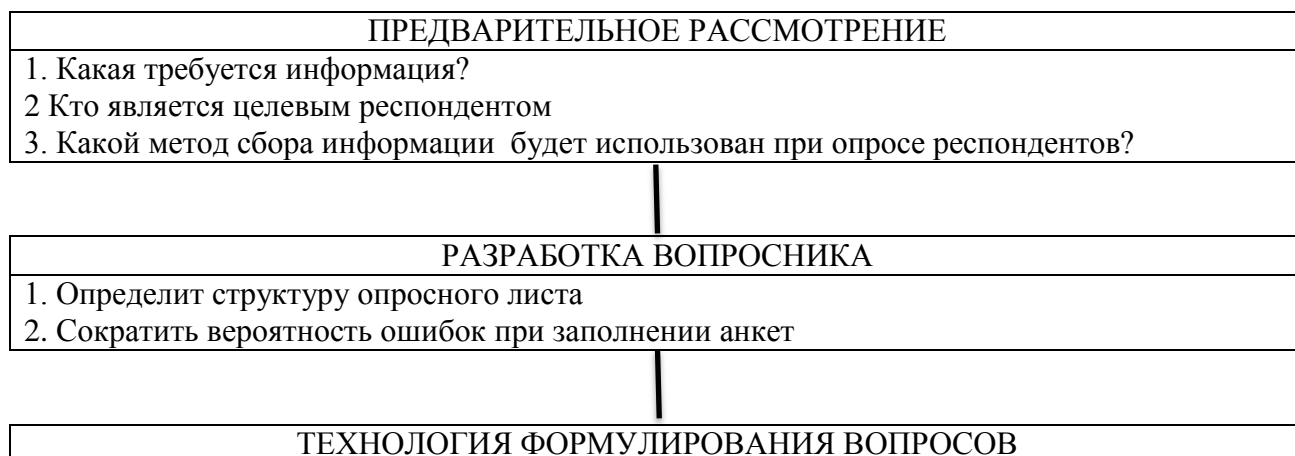 ПРЕДВАРИТЕЛЬНОЕ РАССМОТРЕНИЕ
1. Какая требуется информация?
2 Кто является целевым респондентом
3. Какой метод сбора информации будет использован при опросе респондентов?
РАЗРАБОТКА ВОПРОСНИКА
1. Определит структуру опросного листа
2. Сократить вероятность ошибок при заполнении анкет
ТЕХНОЛОГИЯ ФОРМУЛИРОВАНИЯ ВОПРОСОВ